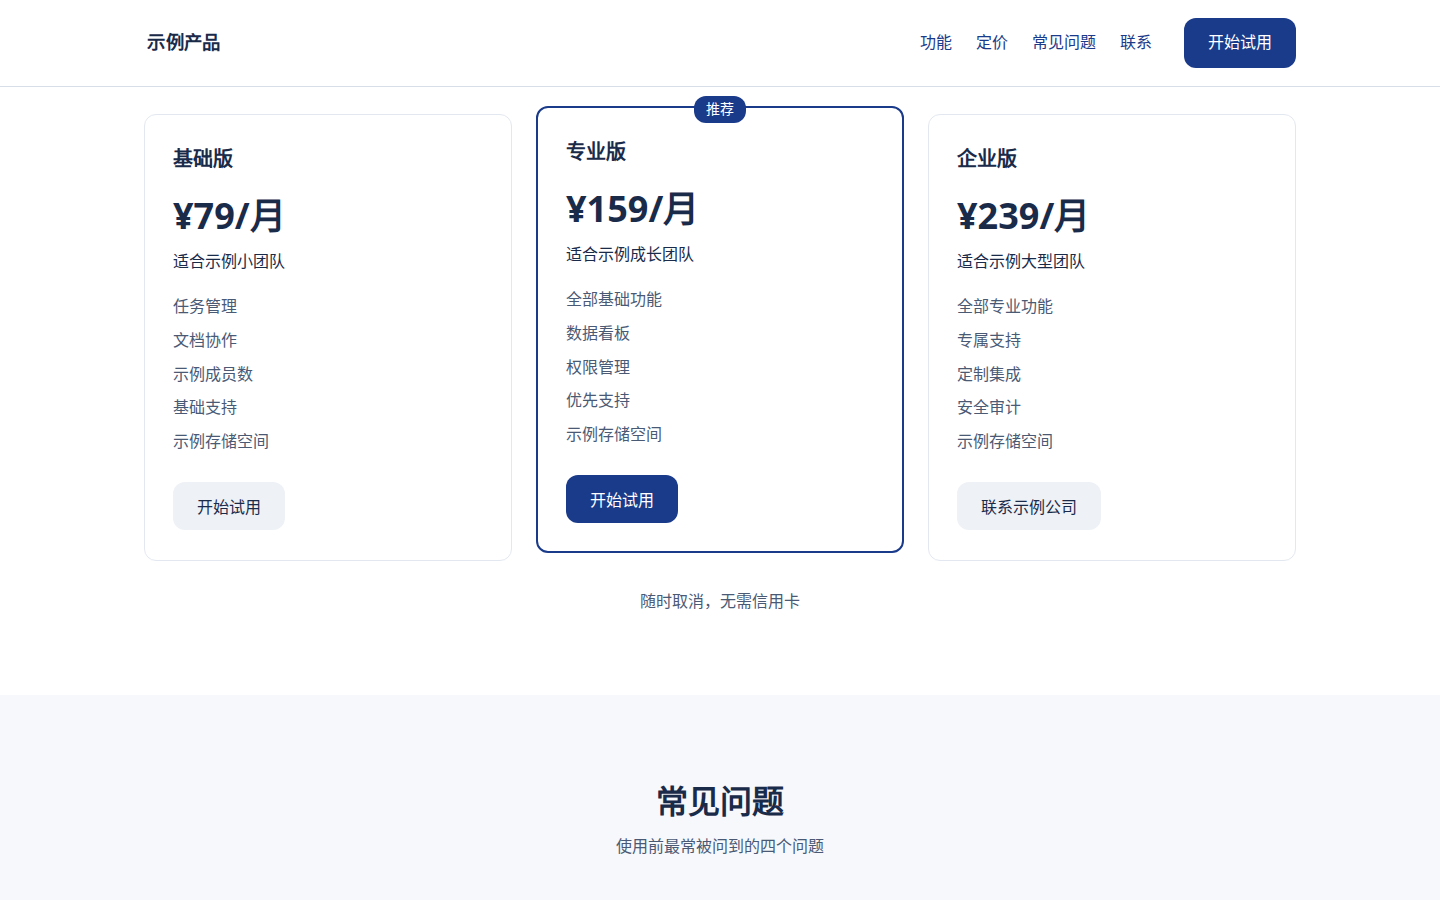 示例产品
功能
定价
常见问题
联系
开始试用
基础版
¥79/月
适合示例小团队
任务管理
文档协作
示例成员数
基础支持
示例存储空间
开始试用
推荐
专业版
¥159/月
适合示例成长团队
全部基础功能
数据看板
权限管理
优先支持
示例存储空间
开始试用
企业版
¥239/月
适合示例大型团队
全部专业功能
专属支持
定制集成
安全审计
示例存储空间
联系示例公司
随时取消，无需信用卡
常见问题
使用前最常被问到的四个问题